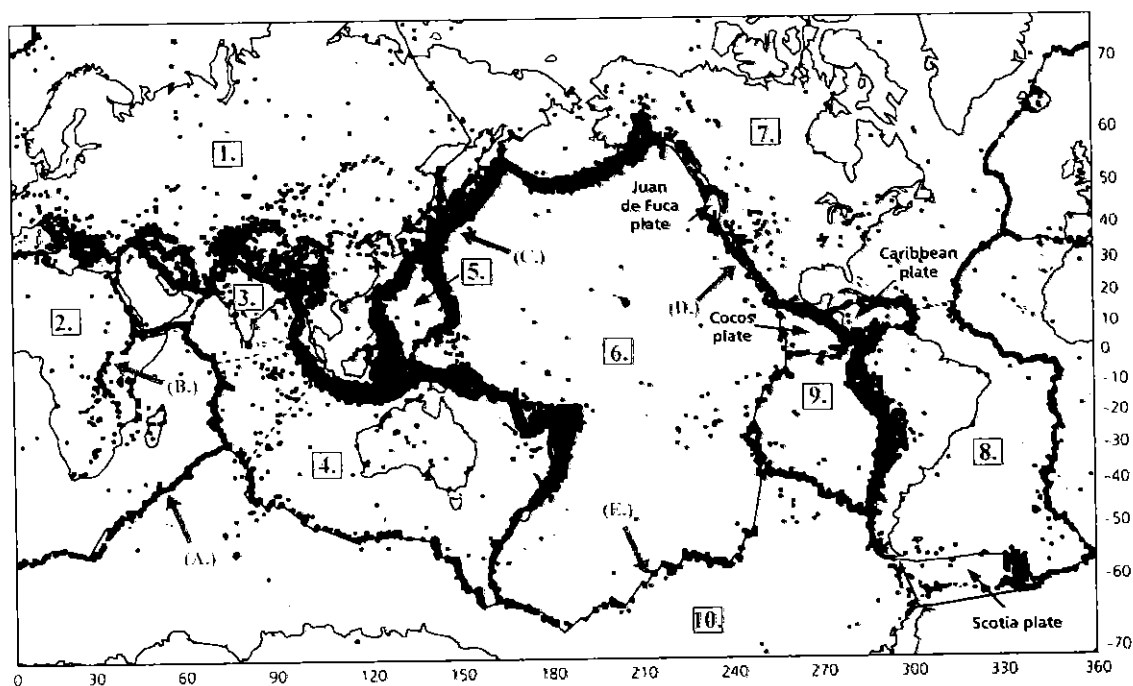 70
1.
7.
60
Juan
de Fuca
plate
50
40
(C.)
Caribbean
plate
30
5.
3.
20
2.
(D.)
Cocos
plate
10
6.
0
(B.)
9.
-10
-20
-30
4.
8.
-40
(E.)
-50
(A.)
-60
10.
Scotia plate
-70
0
30
60
90
120
150
180
210
240
270
300
330
360